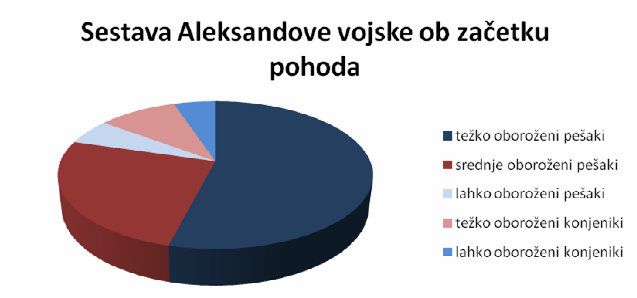 Sestava Aleksandove vojske ob začetku
pohoda
težko oboroženi pešaki
srednje oboroženi pešaki
lahko oboroženi pešaki
težko oboroženi konjeniki
lahko oboroženi konjeniki